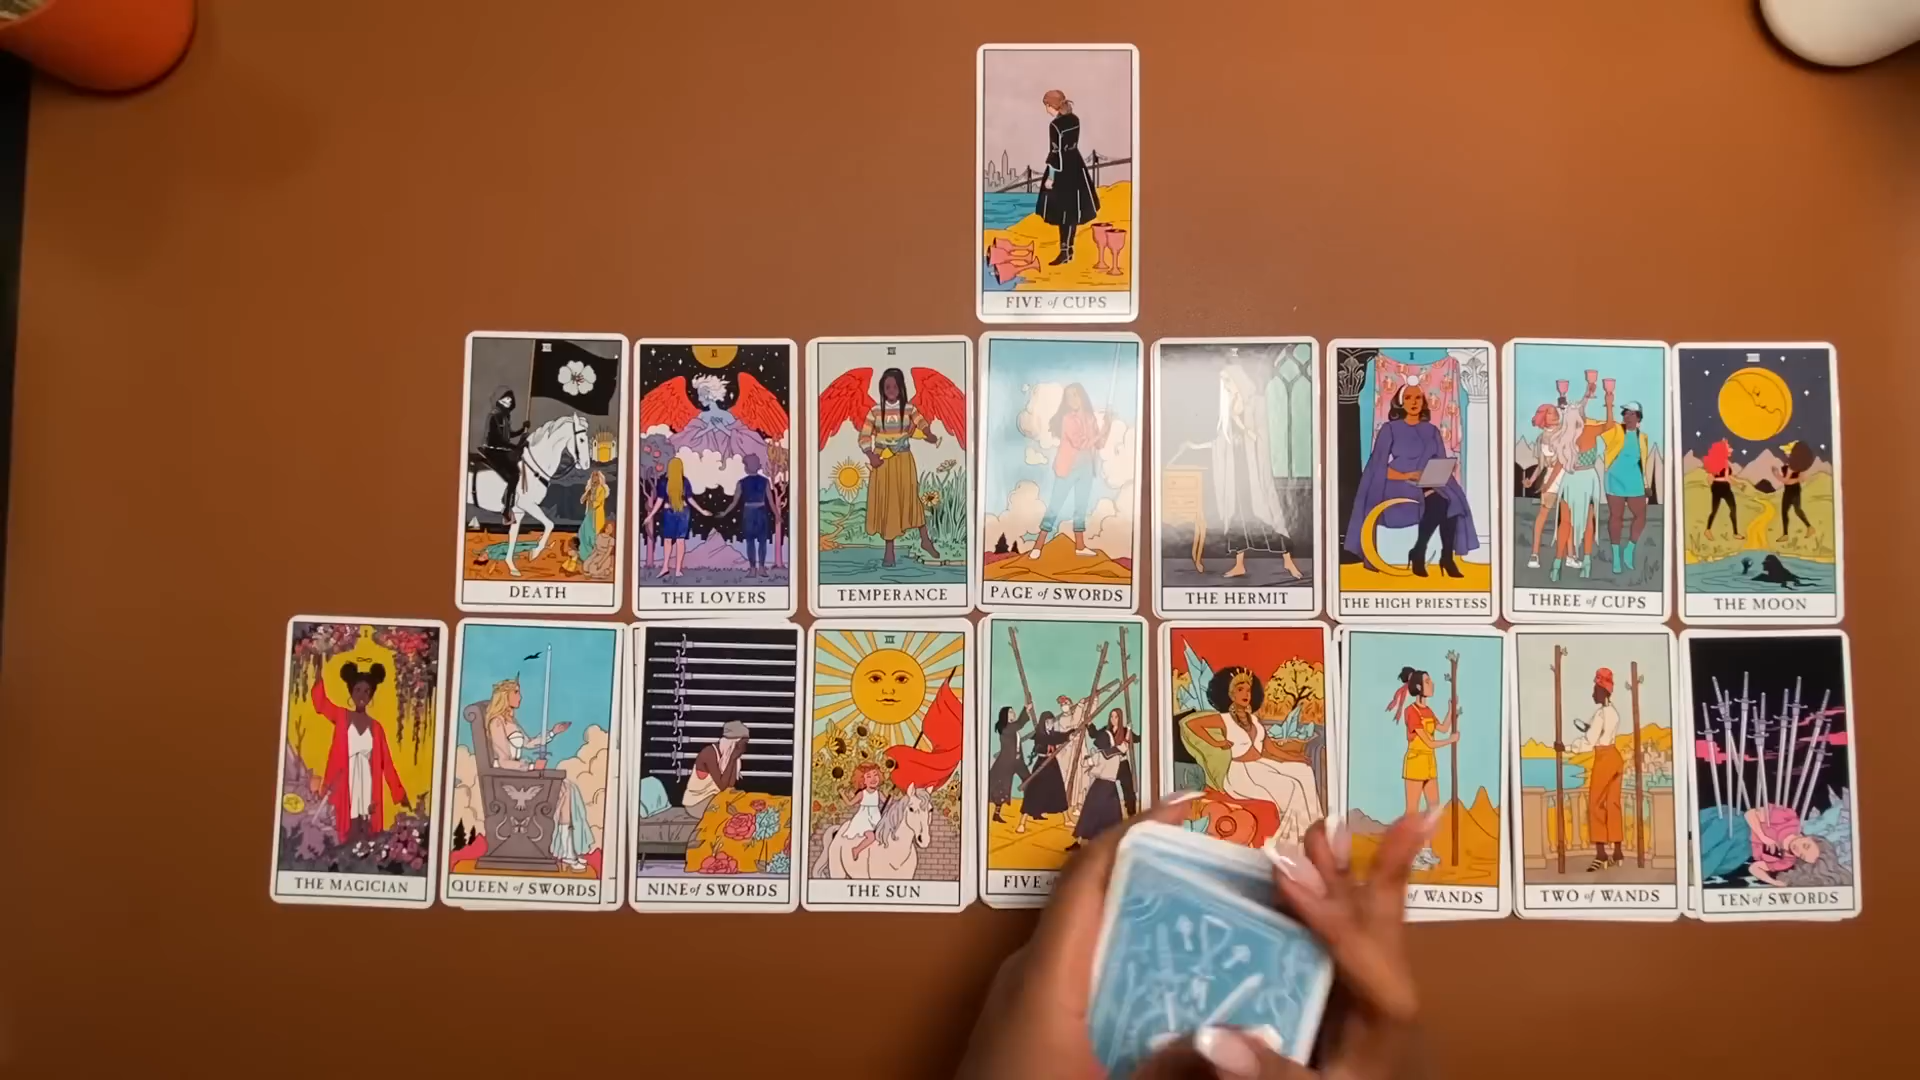 FIVE of CUPS
DEATH
THE LOVERS
TEMPERANCE
PAGE of SWORDS
THE HERMIT
THE HIGH PRIESTESS
THREE of CUPS
THE MOON
THE MAGICIAN
QUEEN of SWORDS
NINE of SWORDS
THE SUN
FIVE
of WANDS
TWO of WANDS
TEN of SWORDS